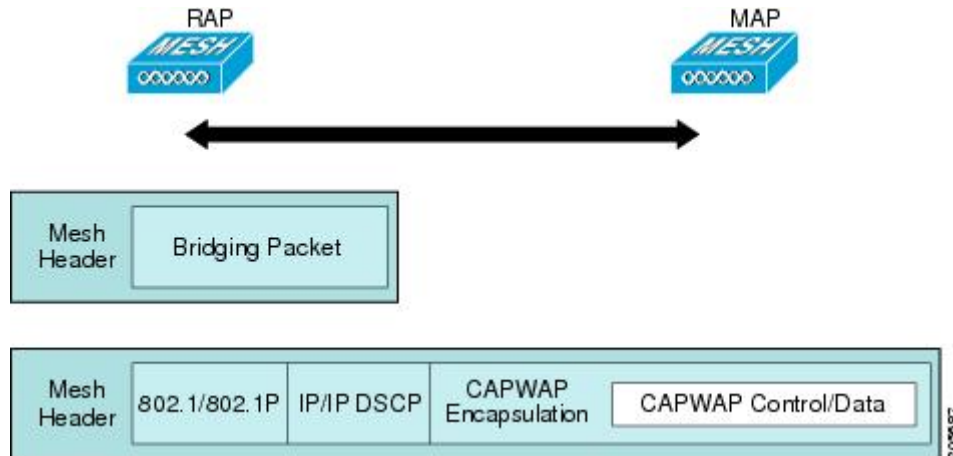 RAP
MAP
MESH
MESH
Mesh
Header
Bridging Packet
Mesh
Header
802.1/802.1P
IP/IP DSCP
CAPWAP
Encapsulation
CAPWAP Control/Data